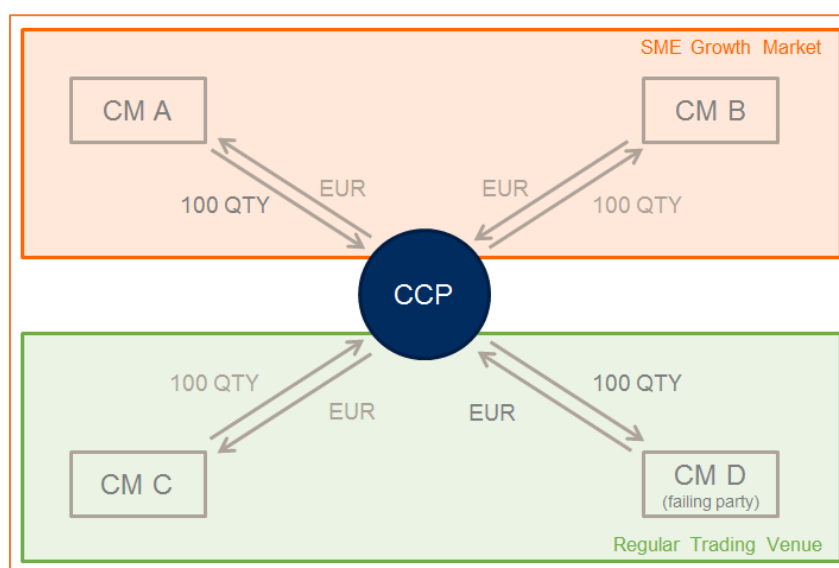 SME Growth Market
CM A
CM B
EUR
EUR
100 QTY
100 QTY
CCP
100 QTY
100 QTY
EUR
EUR
CM C
CM D
(failing party)
Regular Trading Venue